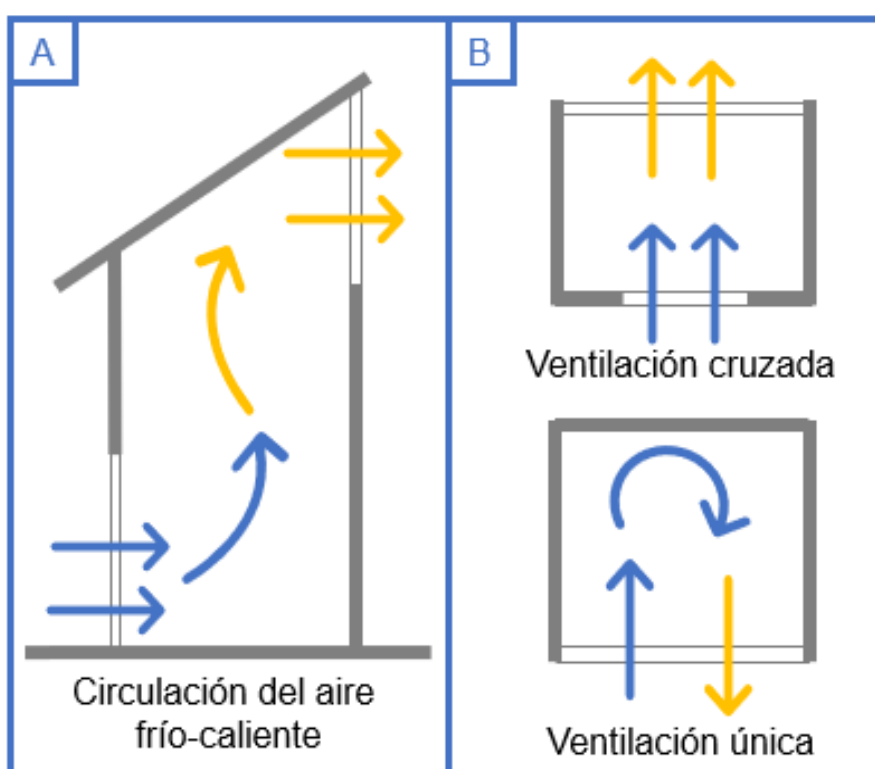 A
Circulación del aire
frío-caliente
B
Ventilación cruzada
Ventilación única